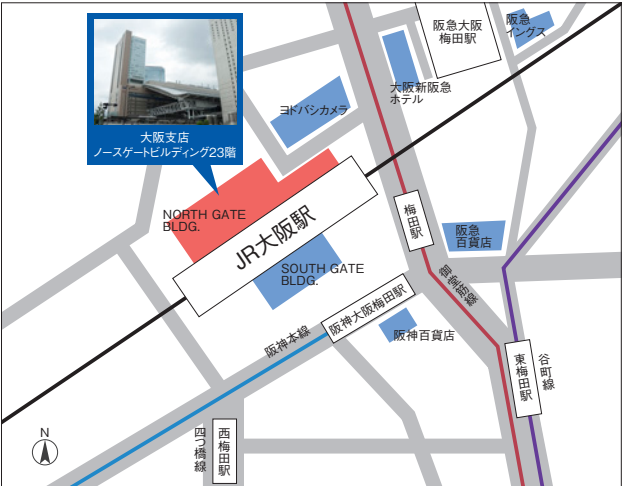 阪急大阪
梅田駅
阪急
イングス
大阪新阪急
ホテル
ヨドバシカメラ
大阪支店
ノースゲートビルディング23階
NORTH GATE
BLDG.
JR大阪駅
SOUTH GATE
BLDG.
梅田駅
阪急
百貨店
御堂筋線
阪神大阪梅田駅
阪神本線
阪神百貨店
東梅田駅
谷町線
四つ橋線
西梅田駅
N